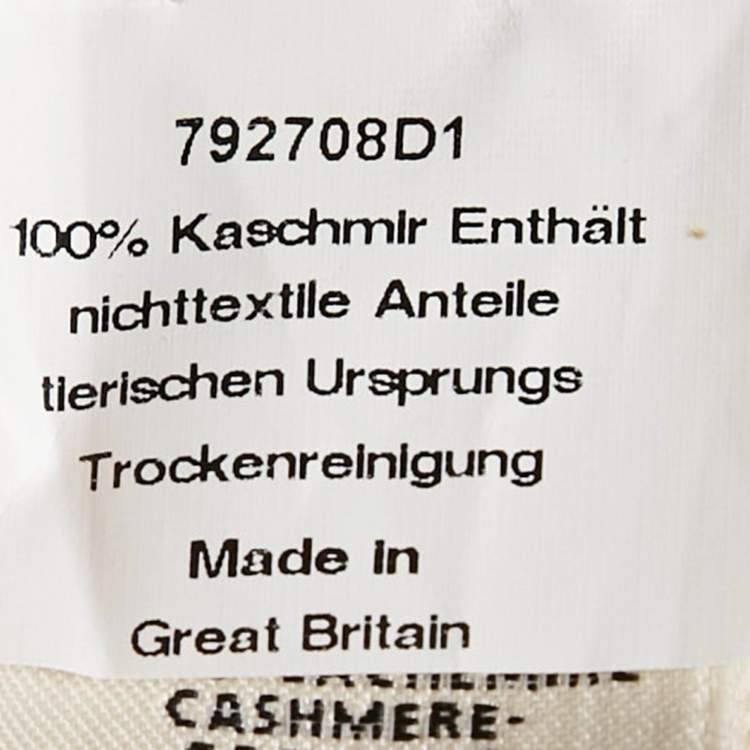 792708D1
100% Kaschmir Enthält
nichttextile Anteile
tierischen Ursprungs
Trockenreinigung
Made in
Great Britain
CASHMERE-